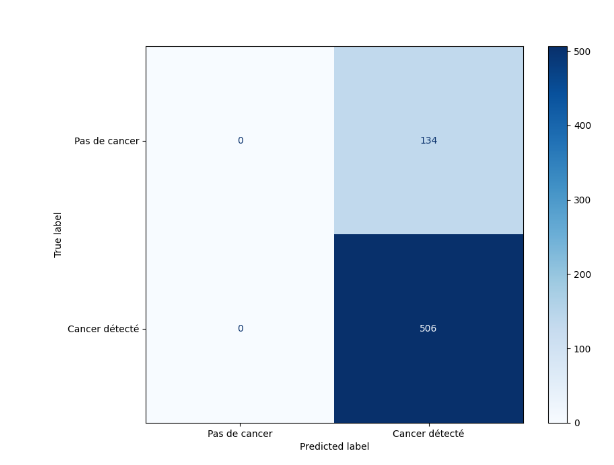 Pas de cancer
0
134
Cancer détecté
0
506
True label
Pas de cancer
Cancer détecté
Predicted label
500
400
300
200
100
0